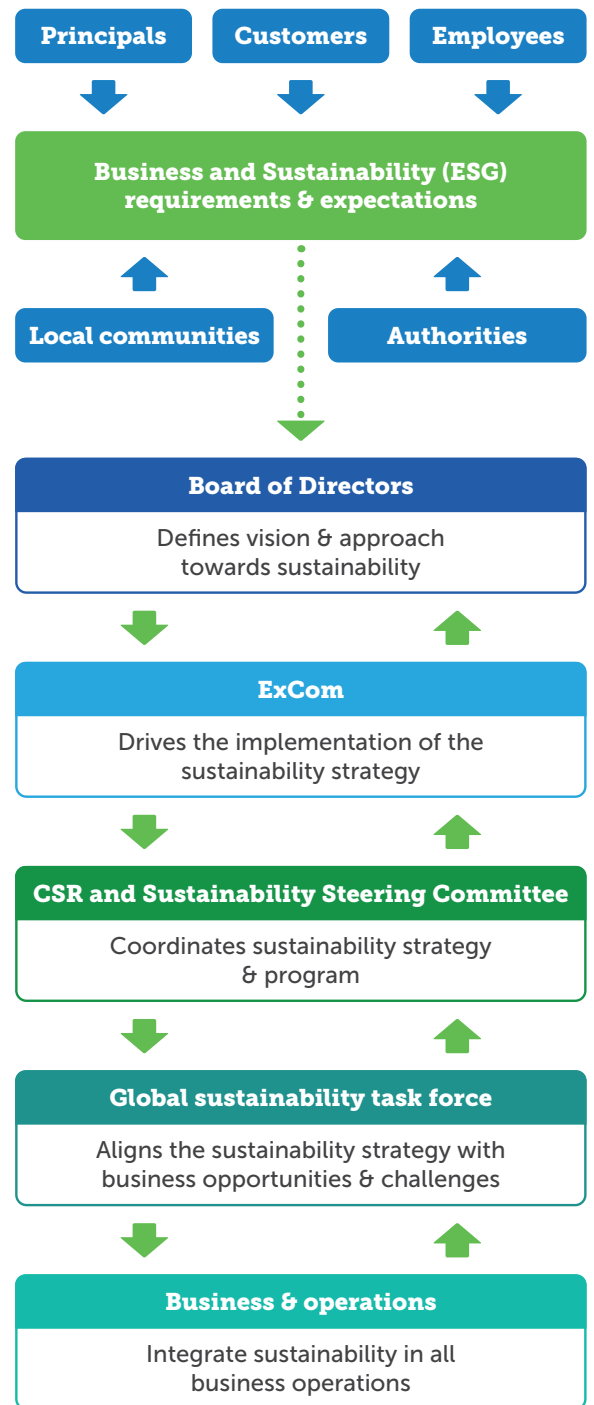 Principals
Customers
Employees
Business and Sustainability (ESG)
requirements & expectations
Local communities
Authorities
Board of Directors
Defines vision & approach
towards sustainability
ExCom
Drives the implementation of the
sustainability strategy
CSR and Sustainability Steering Committee
Coordinates sustainability strategy
& program
Global sustainability task force
Aligns the sustainability strategy with
business opportunities & challenges
Business & operations
Integrate sustainability in all
business operations